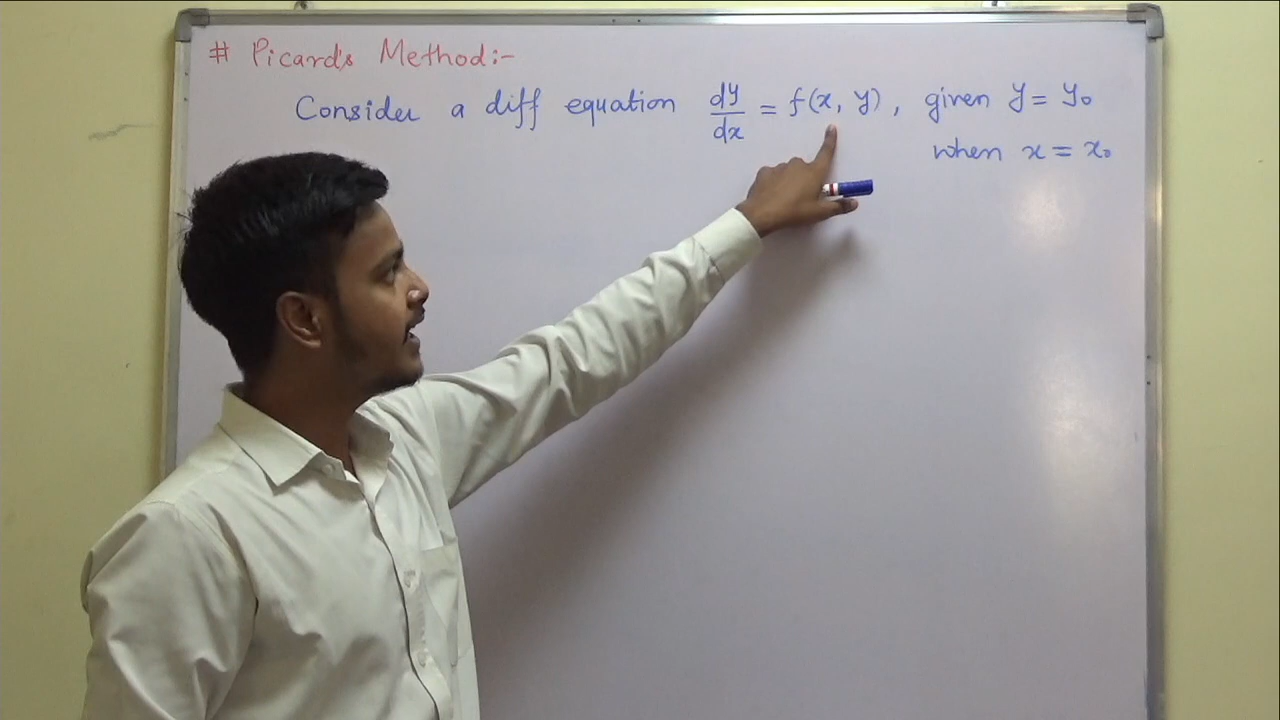 # Picard's Method:-
Consider a diff equation dy/dx = f(x, y), given y = y₀
when x = x₀